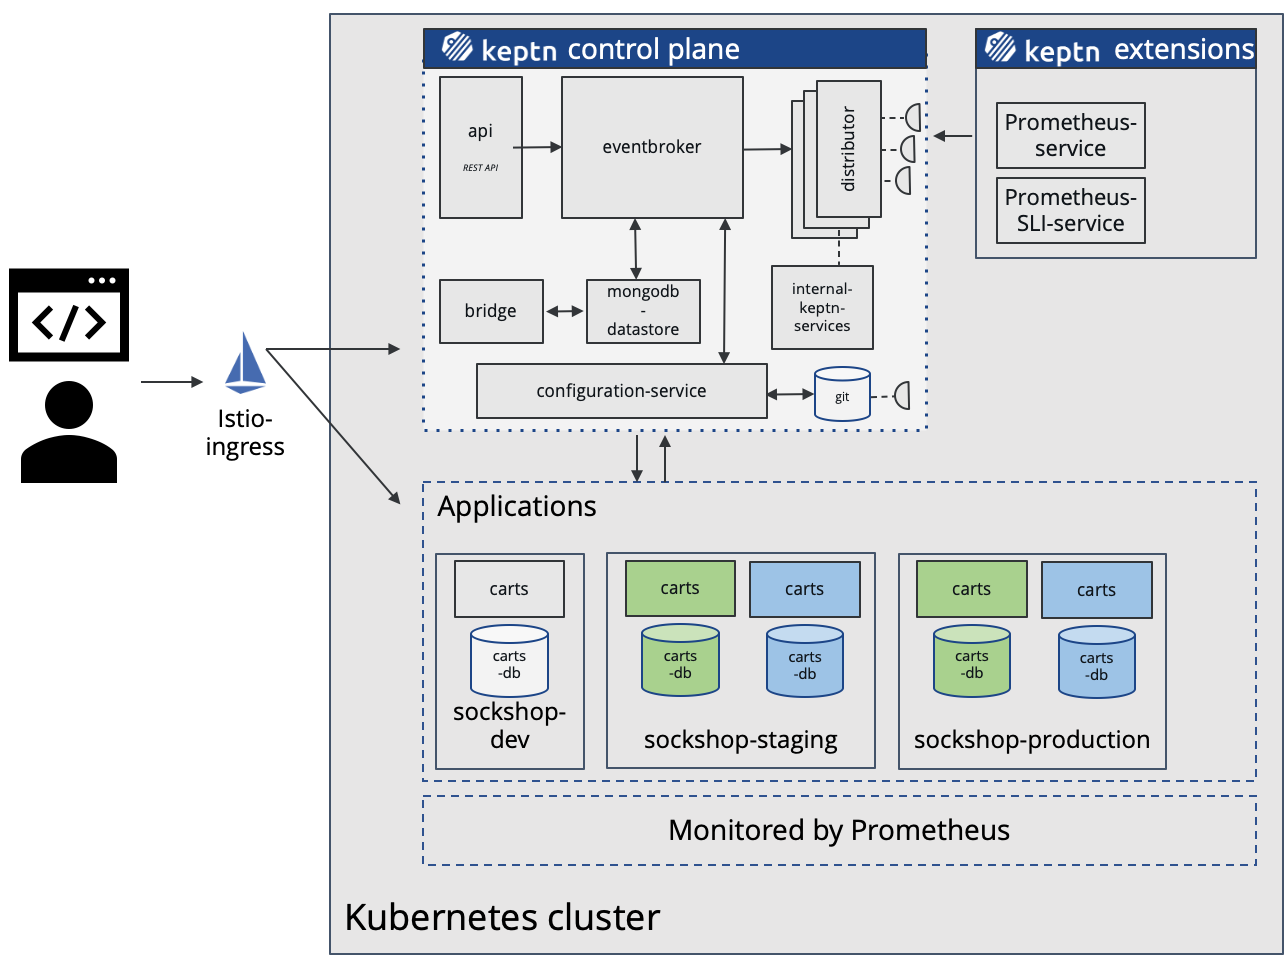 keptn control plane
keptn extensions
api
REST API
eventbroker
distributor
Prometheus-
service
Prometheus-
SLI-service
bridge
mongodb
-
datastore
internal-
keptn-
services
configuration-service
git
</>
Istio-
ingress
Applications
carts
carts
-db
sockshop-
dev
carts
carts
carts
-db
carts
-db
sockshop-staging
carts
carts
carts
-db
carts
-db
sockshop-production
Monitored by Prometheus
Kubernetes cluster